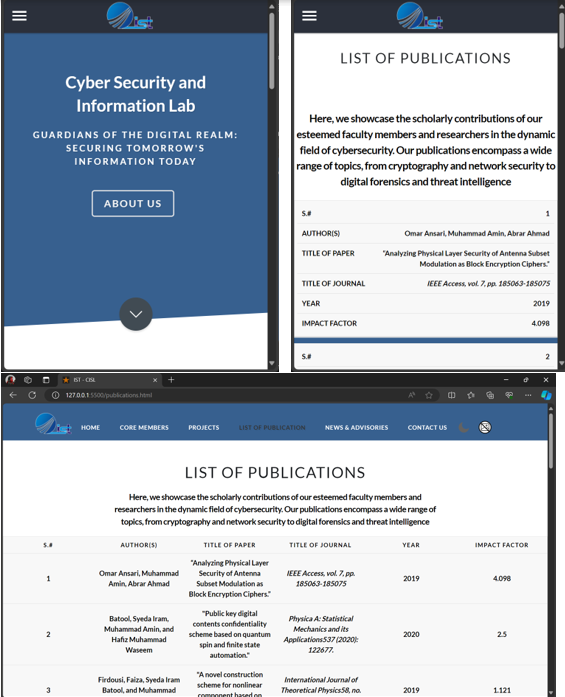 ist
Cyber Security and
Information Lab
GUARDIANS OF THE DIGITAL REALM:
SECURING TOMORROW'S
INFORMATION TODAY
ABOUT US
ist
LIST OF PUBLICATIONS
Here, we showcase the scholarly contributions of our
esteemed faculty members and researchers in the dynamic
field of cybersecurity. Our publications encompass a wide
range of topics, from cryptography and network security to
digital forensics and threat intelligence
S.# 1
AUTHOR(S) Omar Ansari, Muhammad Amin, Abrar Ahmad
TITLE OF PAPER "Analyzing Physical Layer Security of Antenna Subset
Modulation as Block Encryption Ciphers."
TITLE OF JOURNAL IEEE Access, vol. 7, pp. 185063-185075
YEAR 2019
IMPACT FACTOR 4.098
S.# 2
IST - CISL
127.0.0.1:5500/publications.html
ist HOME CORE MEMBERS PROJECTS LIST OF PUBLICATION NEWS & ADVISORIES CONTACT US
LIST OF PUBLICATIONS
Here, we showcase the scholarly contributions of our esteemed faculty members and
researchers in the dynamic field of cybersecurity. Our publications encompass a wide range of
topics, from cryptography and network security to digital forensics and threat intelligence
S.# AUTHOR(S) TITLE OF PAPER TITLE OF JOURNAL YEAR IMPACT FACTOR
1
Omar Ansari, Muhammad
Amin, Abrar Ahmad
"Analyzing Physical Layer
Security of Antenna
Subset Modulation as
Block Encryption Ciphers."
IEEE Access, vol. 7, pp.
185063-185075
2019
4.098
2
Batool, Syeda Iram,
Muhammad Amin, and
Hafiz Muhammad
Waseem
"Public key digital
contents confidentiality
scheme based on quantum
spin and finite state
automation."
Physica A: Statistical
Mechanics and its
Applications537 (2020):
122677.
2020
2.5
3
Firdousi, Faiza, Syeda Iram
Batool, and Muhammad
"A novel construction
scheme for nonlinear
component based on
International Journal of
Theoretical Physics58, no.
2019
1.121